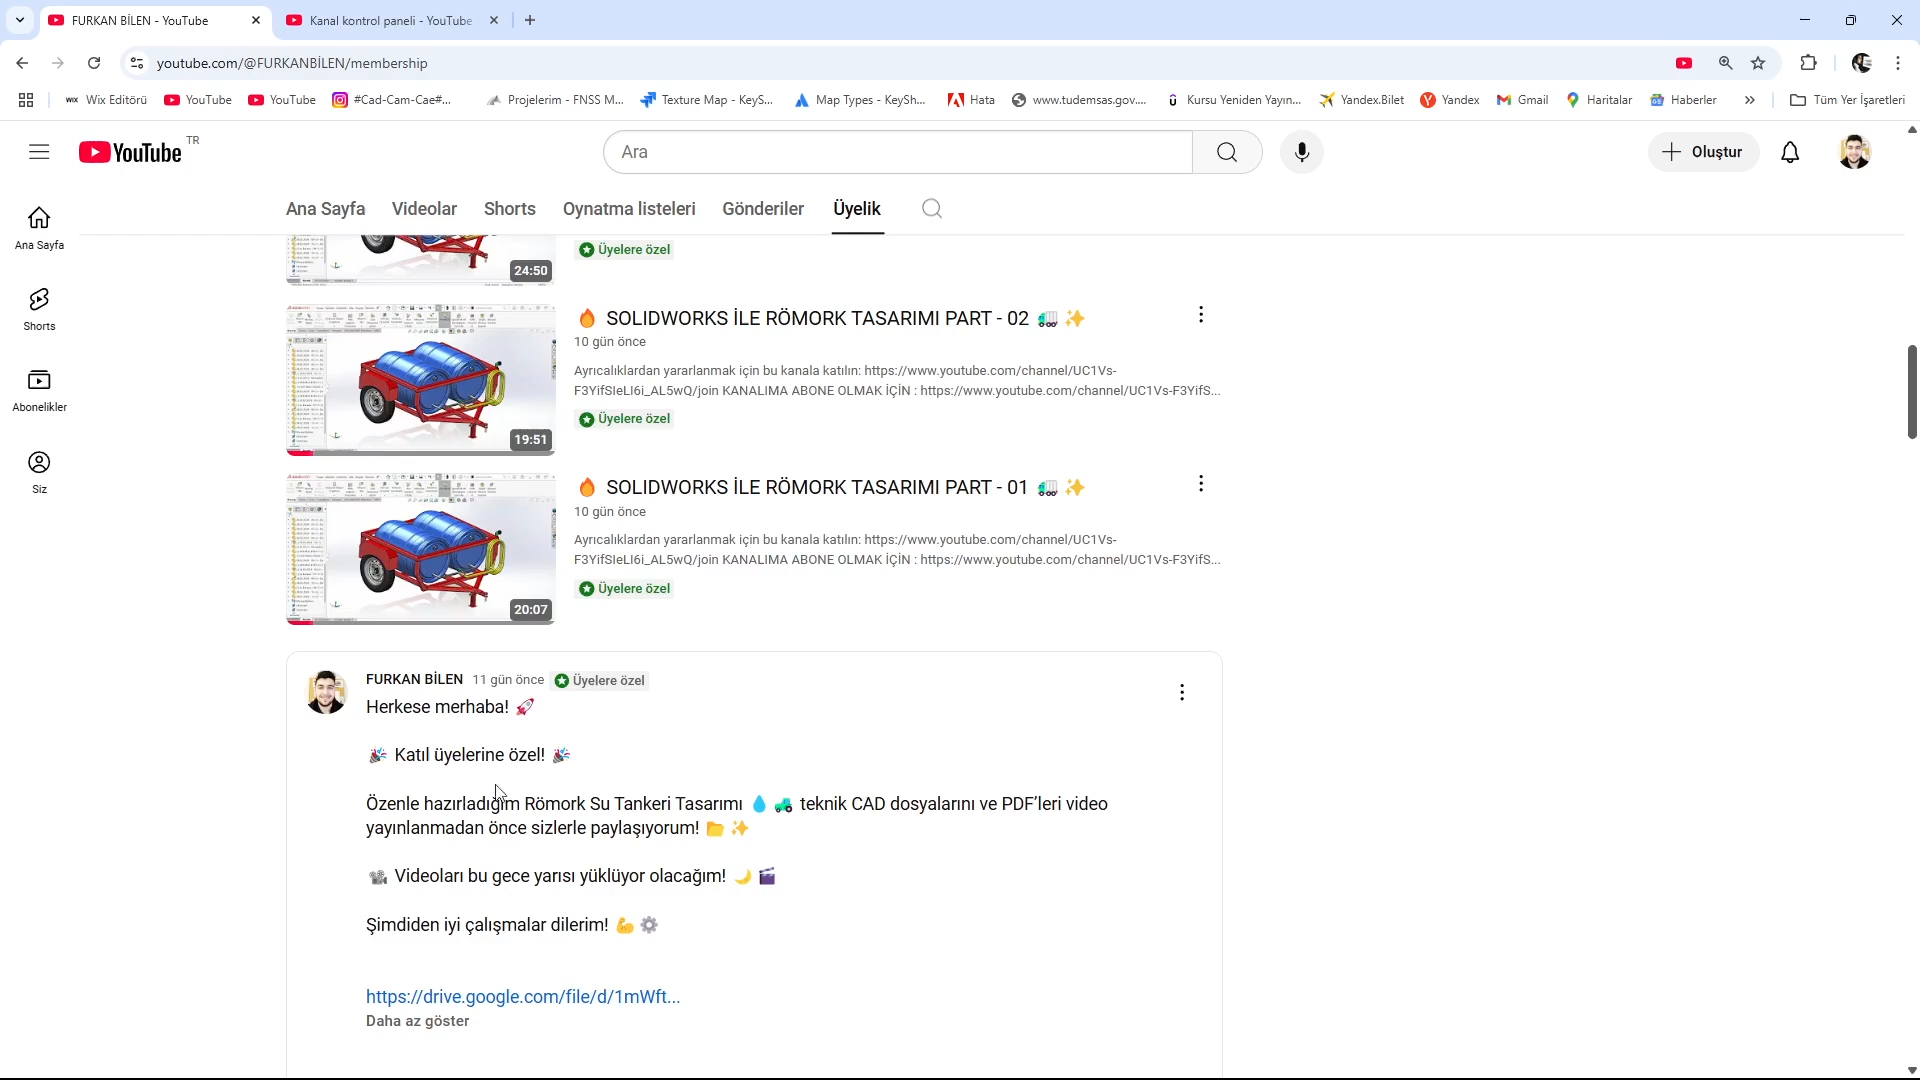 FURKAN BİLEN - YouTube
Kanal kontrol paneli - YouTube
youtube.com/@FURKANBİLEN/membership
Wix Editörü
YouTube
YouTube
#Cad-Cam-Cae#...
Projelerim - FNSS M...
Texture Map - KeyS...
Map Types - KeySh...
Hata
www.tudemsas.gov....
Kursu Yeniden Yayın...
Yandex.Bilet
Yandex
Gmail
Haritalar
Haberler
Tüm Yer İşaretleri
YouTube TR
Ara
Oluştur
Ana Sayfa
Videolar
Shorts
Oynatma listeleri
Gönderiler
Üyelik
Ana Sayfa
Shorts
Abonelikler
Siz
24:50
Üyelere özel
🔥 SOLIDWORKS İLE RÖMORK TASARIMI PART - 02 🚛 ✨
10 gün önce
Ayrıcalıklardan yararlanmak için bu kanala katılın: https://www.youtube.com/channel/UC1Vs-
F3YifSIeLI6i_AL5wQ/join KANALIMA ABONE OLMAK İÇİN : https://www.youtube.com/channel/UC1Vs-F3YifS...
Üyelere özel
19:51
🔥 SOLIDWORKS İLE RÖMORK TASARIMI PART - 01 🚛 ✨
10 gün önce
Ayrıcalıklardan yararlanmak için bu kanala katılın: https://www.youtube.com/channel/UC1Vs-
F3YifSIeLI6i_AL5wQ/join KANALIMA ABONE OLMAK İÇİN : https://www.youtube.com/channel/UC1Vs-F3YifS...
Üyelere özel
20:07
FURKAN BİLEN 11 gün önce Üyelere özel
Herkese merhaba! 🚀
🎉 Katıl üyelerine özel! 🎉
Özenle hazırladığım Römork Su Tankeri Tasarımı 💧 🚜 teknik CAD dosyalarını ve PDF’leri video
yayınlanmadan önce sizlerle paylaşıyorum! 📂 ✨
📽 Videoları bu gece yarısı yüklüyor olacağım! 🌙 🎬
Şimdiden iyi çalışmalar dilerim! 💪 ⚙
https://drive.google.com/file/d/1mWft...
Daha az göster